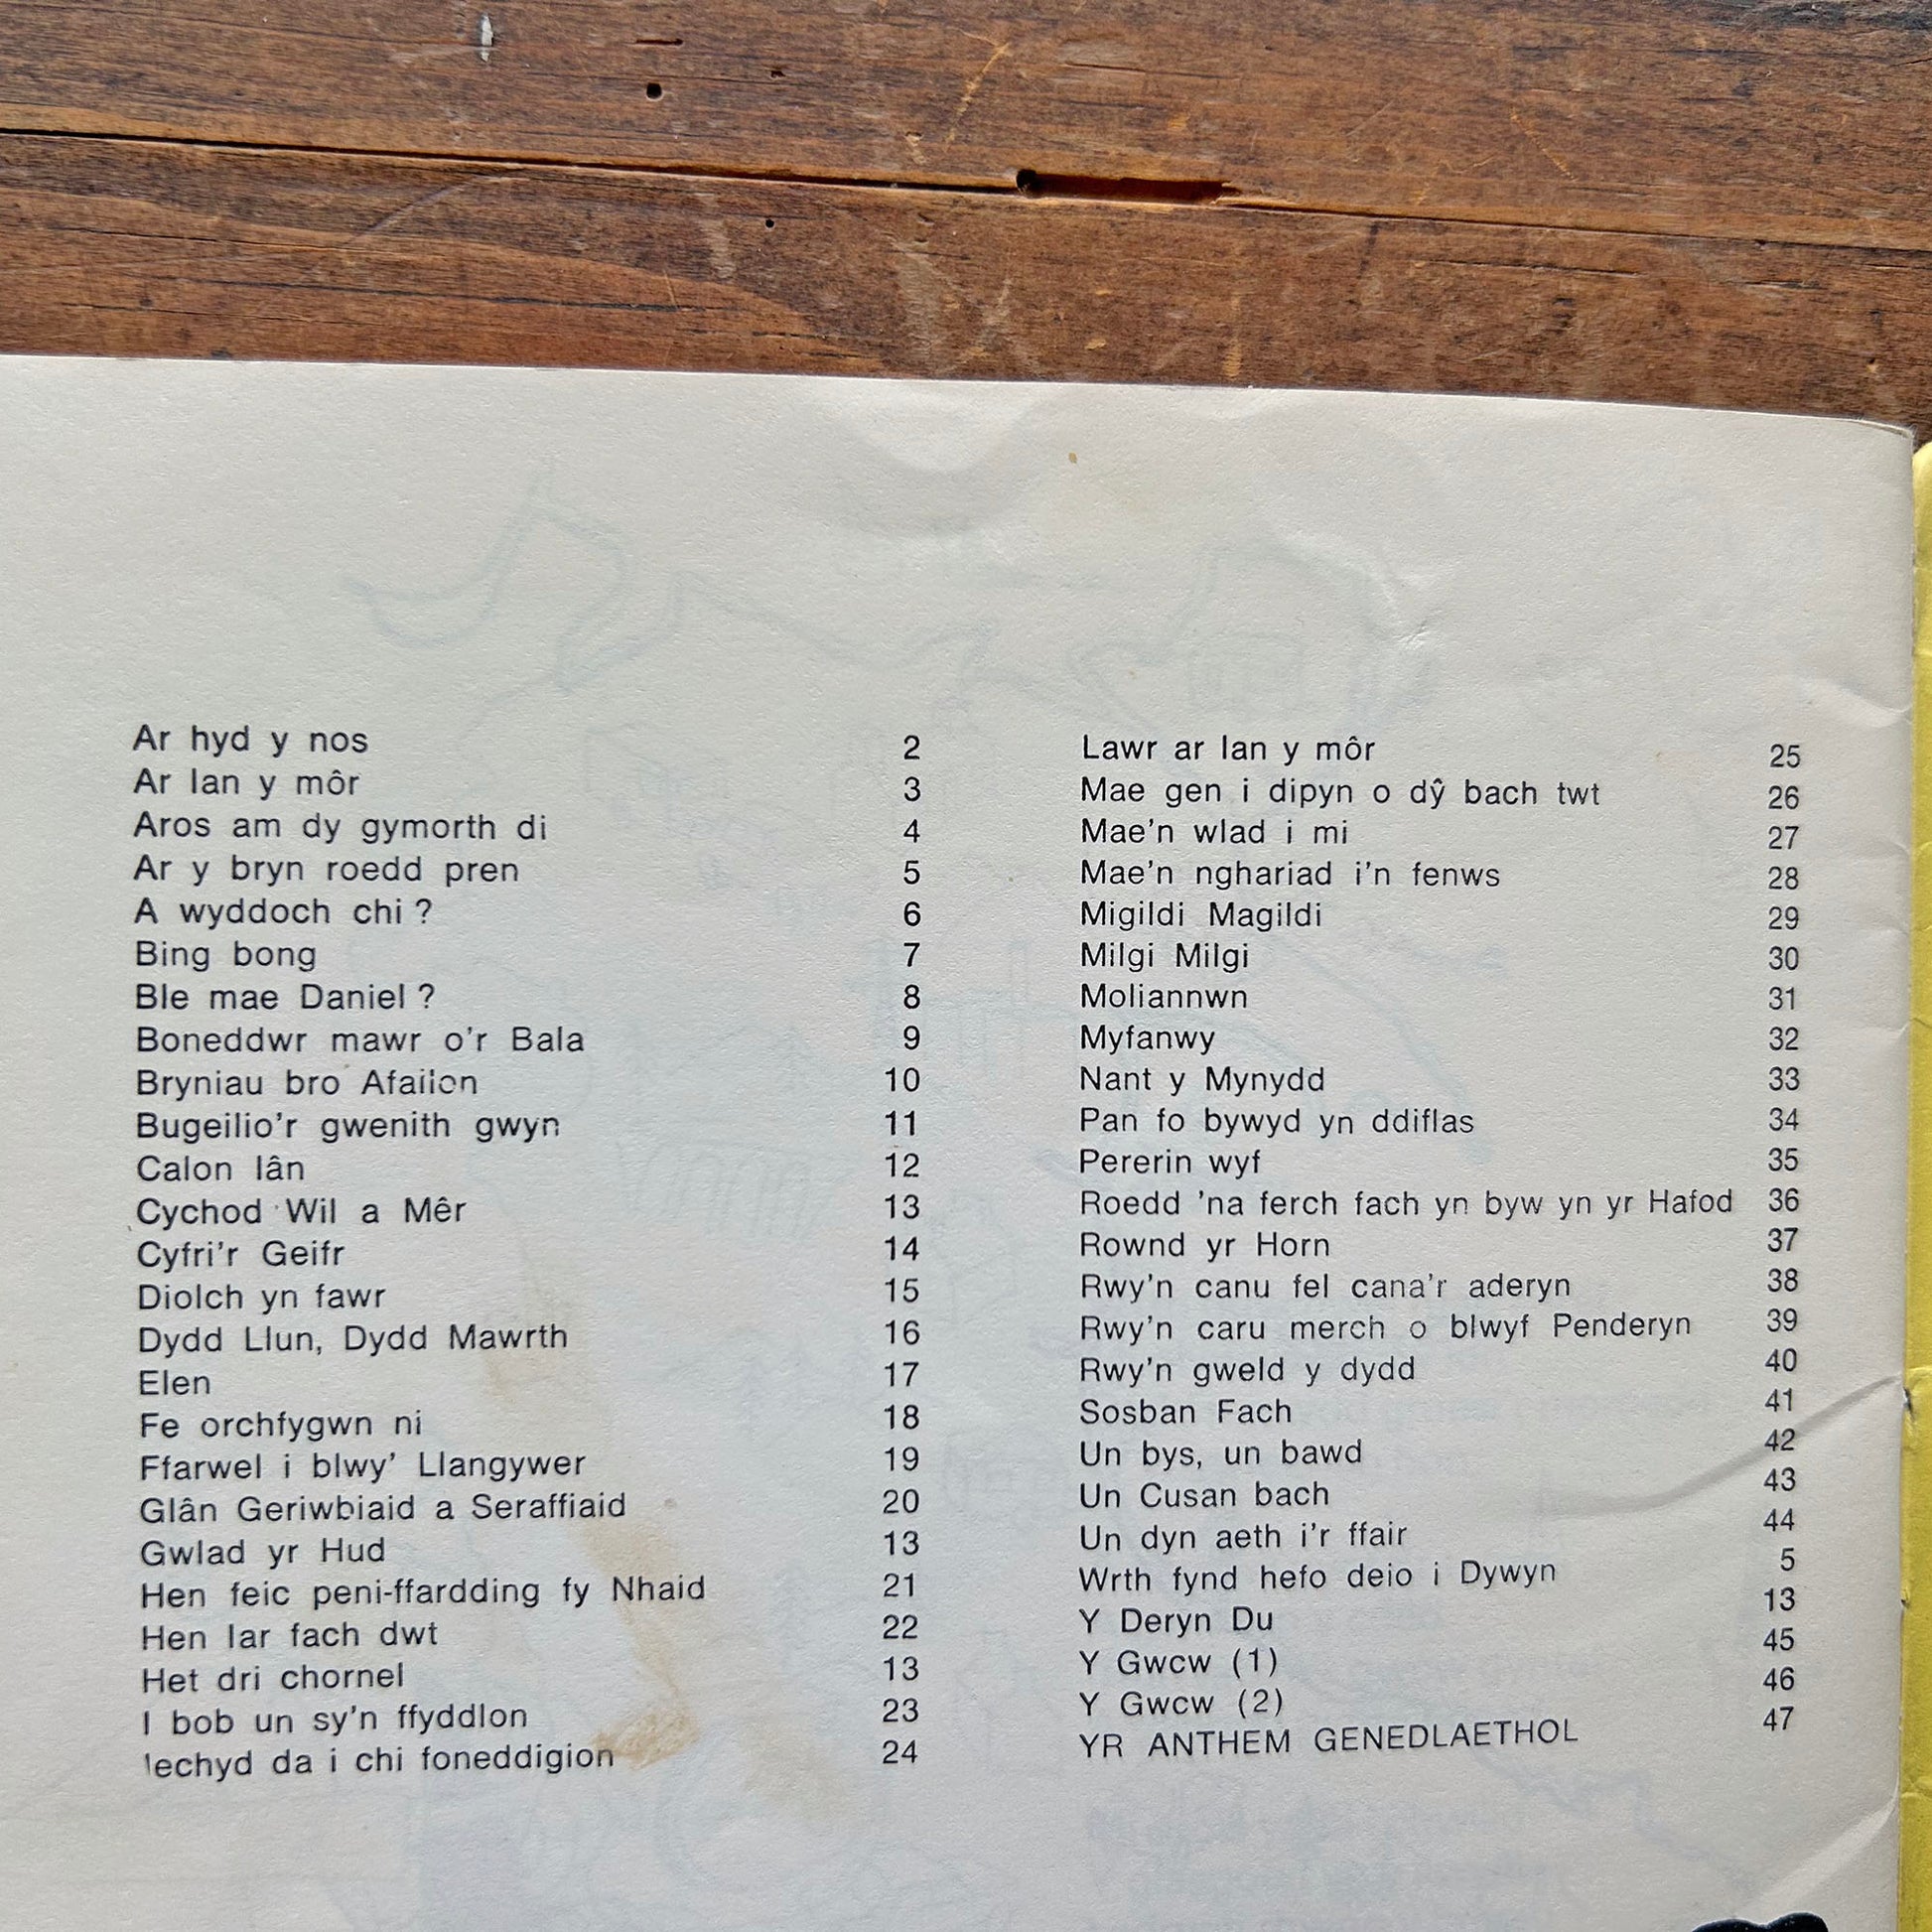 Ar hyd y nos 2
Ar lan y môr 3
Aros am dy gymorth di 4
Ar y bryn roedd pren 5
A wyddoch chi ? 6
Bing bong 7
Ble mae Daniel ? 8
Boneddwr mawr o'r Bala 9
Bryniau bro Afailon 10
Bugeilio'r gwenith gwyn 11
Calon lân 12
Cychod Wil a Mêr 13
Cyfri'r Geifr 14
Diolch yn fawr 15
Dydd Llun, Dydd Mawrth 16
Elen 17
Fe orchfygwn ni 18
Ffarwel i blwy' Llangywer 19
Glân Geriwbiaid a Seraffiaid 20
Gwlad yr Hud 13
Hen feic peni-ffardding fy Nhaid 21
Hen Iar fach dwt 22
Het dri chornel 13
I bob un sy'n ffyddlon 23
Iechyd da i chi foneddigion 24
Lawr ar lan y môr 25
Mae gen i dipyn o dŷ bach twt 26
Mae'n wlad i mi 27
Mae'n nghariad i'n fenws 28
Migildi Magildi 29
Milgi Milgi 30
Moliannwn 31
Myfanwy 32
Nant y Mynydd 33
Pan fo bywyd yn ddiflas 34
Pererin wyf 35
Roedd 'na ferch fach yn byw yn yr Hafod 36
Rownd yr Horn 37
Rwy'n canu fel cana'r aderyn 38
Rwy'n caru merch o blwyf Penderyn 39
Rwy'n gweld y dydd 40
Sosban Fach 41
Un bys, un bawd 42
Un Cusan bach 43
Un dyn aeth i'r ffair 44
Wrth fynd hefo deio i Dywyn 5
Y Deryn Du 13
Y Gwcw (1) 45
Y Gwcw (2) 46
YR ANTHEM GENEDLAETHOL 47